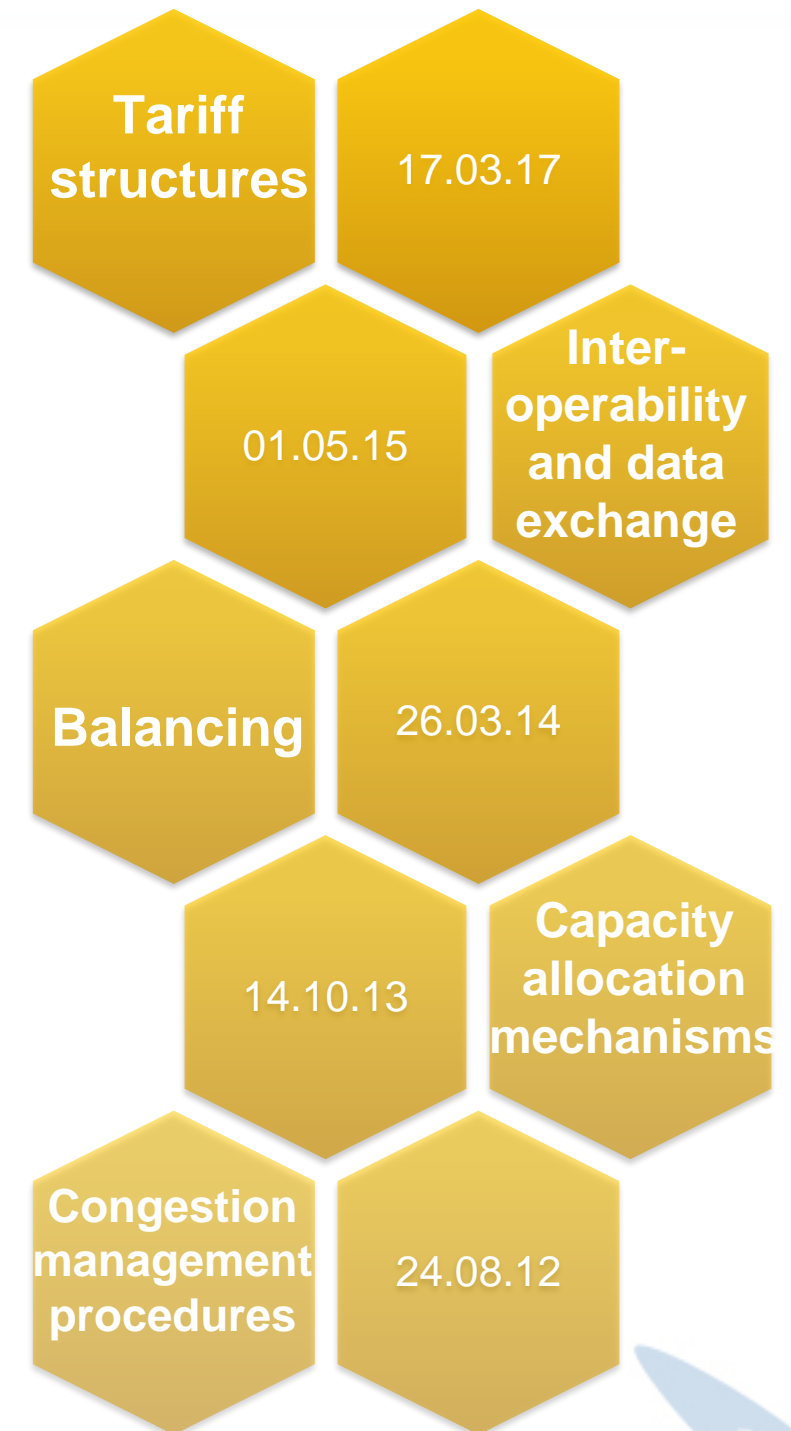 Tariff
structures
17.03.17
01.05.15
Inter-
operability
and data
exchange
Balancing
26.03.14
14.10.13
Capacity
allocation
mechanisms
Congestion
management
procedures
24.08.12